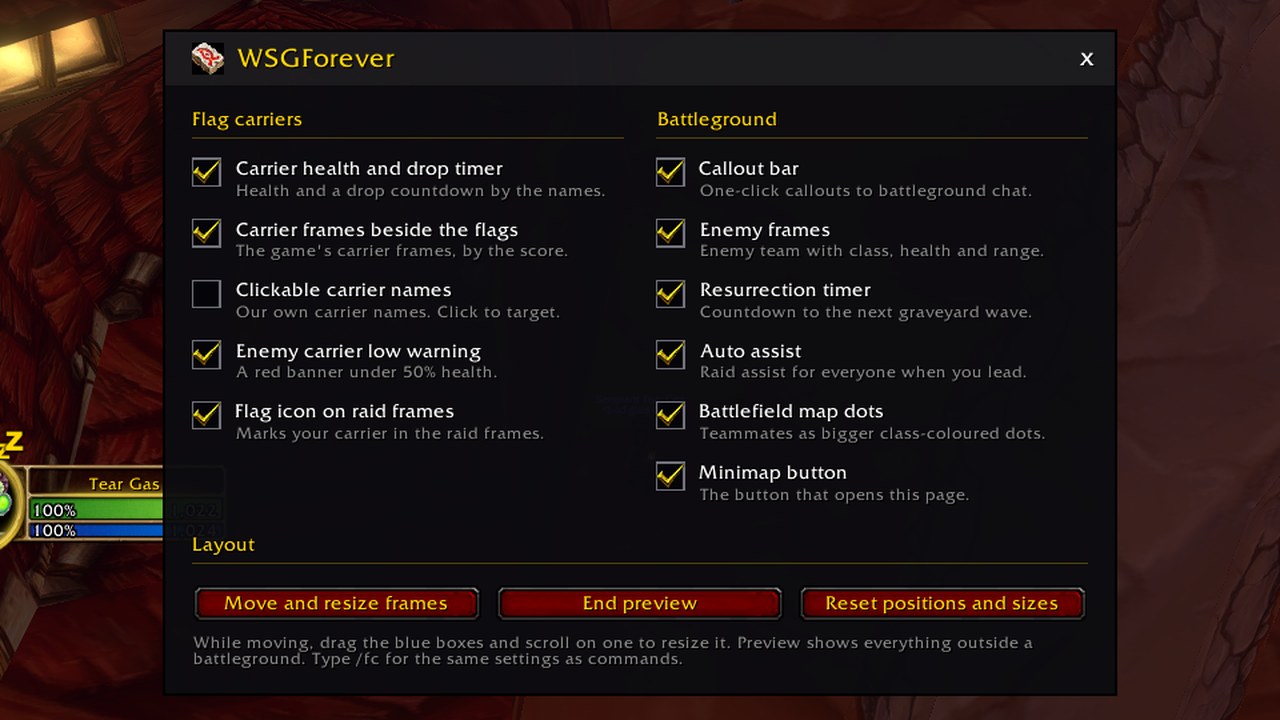 WSGForever
x
Flag carriers
Carrier health and drop timer
Health and a drop countdown by the names.
Carrier frames beside the flags
The game's carrier frames, by the score.
Clickable carrier names
Our own carrier names. Click to target.
Enemy carrier low warning
A red banner under 50% health.
Flag icon on raid frames
Marks your carrier in the raid frames.
Battleground
Callout bar
One-click callouts to battleground chat.
Enemy frames
Enemy team with class, health and range.
Resurrection timer
Countdown to the next graveyard wave.
Auto assist
Raid assist for everyone when you lead.
Battlefield map dots
Teammates as bigger class-coloured dots.
Minimap button
The button that opens this page.
Tear Gas
100%
100%
Layout
Move and resize frames
End preview
Reset positions and sizes
While moving, drag the blue boxes and scroll on one to resize it. Preview shows everything outside a
battleground. Type /fc for the same settings as commands.